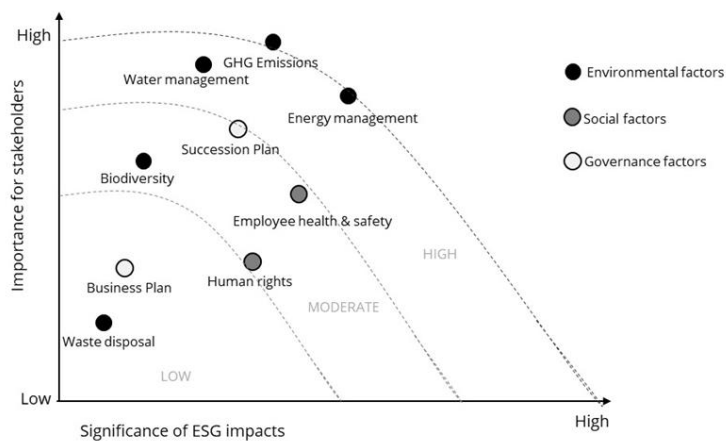 High
GHG Emissions
Water management
Energy management
Succession Plan
Biodiversity
Employee health & safety
HIGH
Human rights
Business Plan
MODERATE
Waste disposal
LOW
Low
High
Importance for stakeholders
Significance of ESG impacts
Environmental factors
Social factors
Governance factors